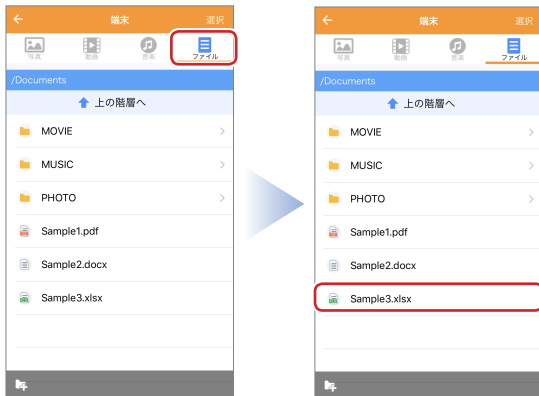 端末 選択
写真 動画 音楽 ファイル
/Documents
上の階層へ
MOVIE
MUSIC
PHOTO
Sample1.pdf
Sample2.docx
Sample3.xlsx
端末 選択
写真 動画 音楽 ファイル
/Documents
上の階層へ
MOVIE
MUSIC
PHOTO
Sample1.pdf
Sample2.docx
Sample3.xlsx